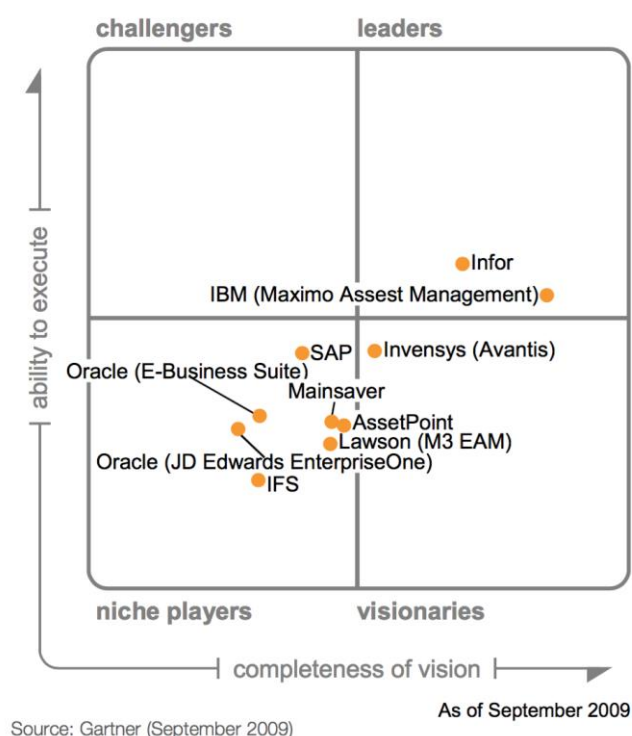 challengers
leaders
ability to execute
Infor
IBM (Maximo Assest Management)
SAP
Invensys (Avantis)
Oracle (E-Business Suite)
Mainsaver
AssetPoint
Lawson (M3 EAM)
Oracle (JD Edwards EnterpriseOne)
IFS
niche players
visionaries
completeness of vision
As of September 2009
Source: Gartner (September 2009)